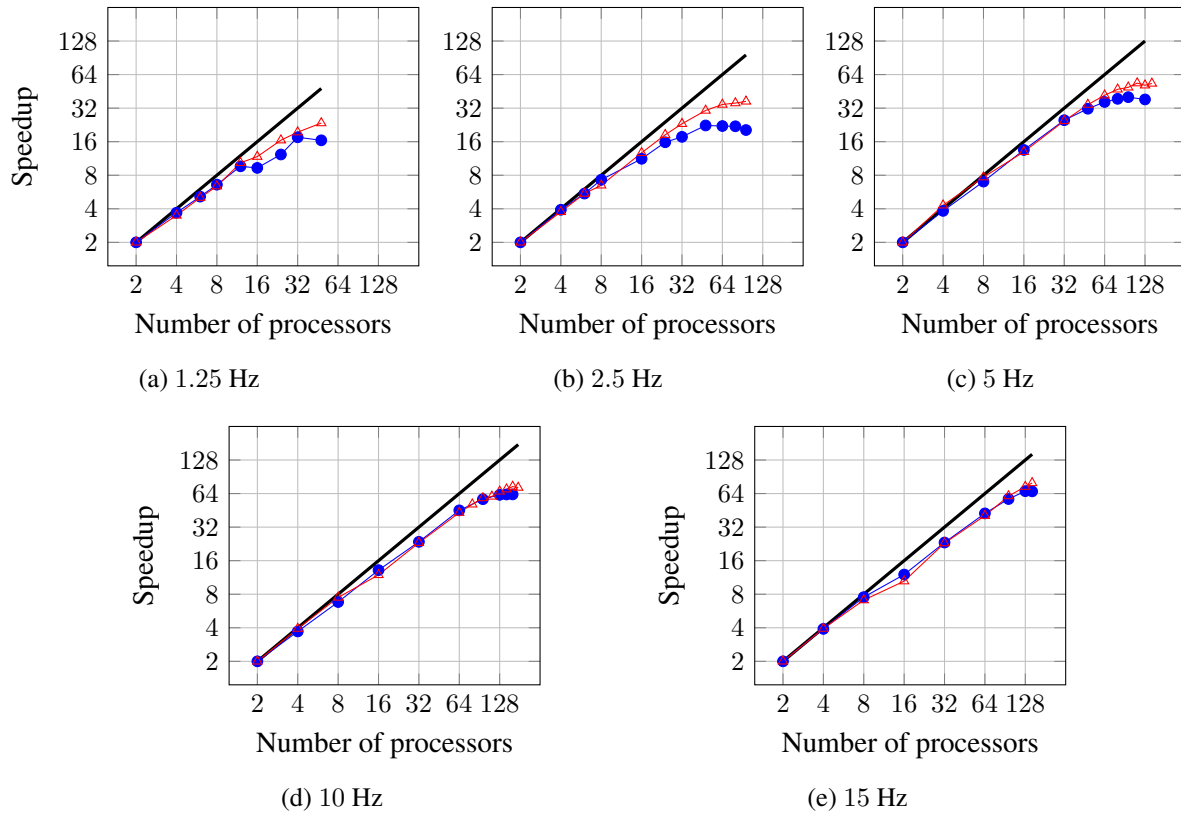 128
64
32
16
8
4
2
Speedup
2 4 8 16 32 64 128
Number of processors
(a) 1.25 Hz
128
64
32
16
8
4
2
2 4 8 16 32 64 128
Number of processors
(b) 2.5 Hz
128
64
32
16
8
4
2
2 4 8 16 32 64 128
Number of processors
(c) 5 Hz
128
64
32
16
8
4
2
Speedup
2 4 8 16 32 64 128
Number of processors
(d) 10 Hz
128
64
32
16
8
4
2
Speedup
2 4 8 16 32 64 128
Number of processors
(e) 15 Hz